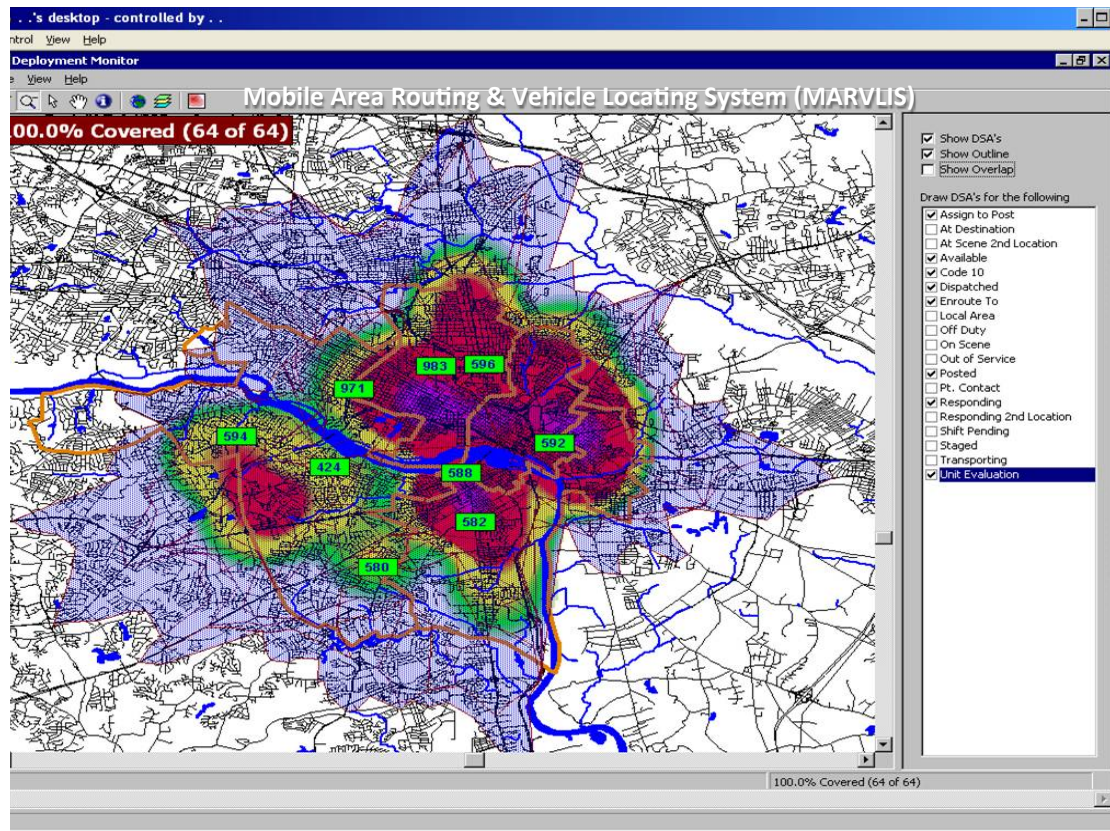 . . .'s desktop - controlled by . .
ntrol View Help
Deployment Monitor
e View Help
Mobile Area Routing & Vehicle Locating System (MARVLIS)
00.0% Covered (64 of 64)
Show DSA's
Show Outline
Show Overlap
Draw DSA's for the following
Assign to Post
At Destination
At Scene 2nd Location
Available
Code 10
Dispatched
Enroute To
Local Area
Off Duty
On Scene
Out of Service
Posted
Pt. Contact
Responding
Responding 2nd Location
Shift Pending
Staged
Transporting
Unit Evaluation
983
596
971
594
592
424
588
582
580
100.0% Covered (64 of 64)